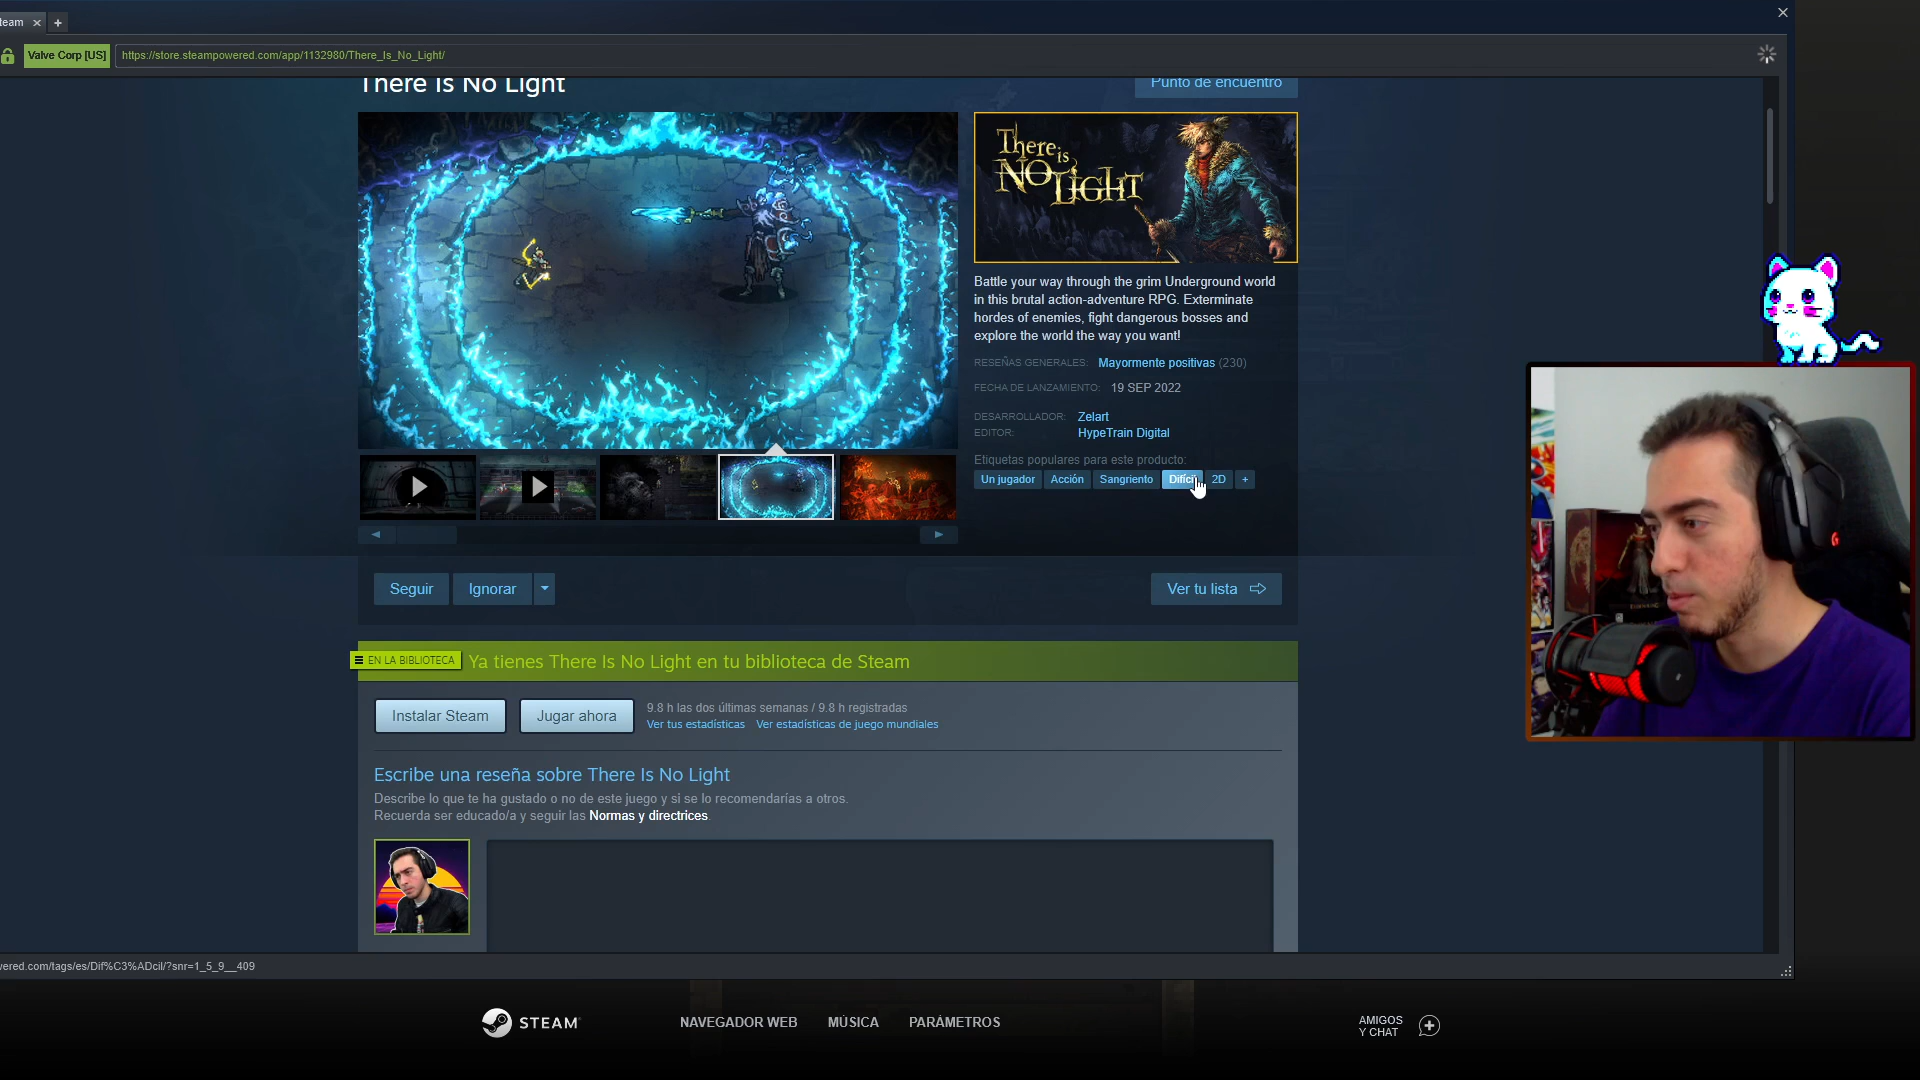 team
Valve Corp [US]
https://store.steampowered.com/app/1132980/There_Is_No_Light/
There Is No Light
Punto de encuentro
There is
NO LIGHT
Battle your way through the grim Underground world
in this brutal action-adventure RPG. Exterminate
hordes of enemies, fight dangerous bosses and
explore the world the way you want!
RESEÑAS GENERALES: Mayormente positivas (230)
FECHA DE LANZAMIENTO: 19 SEP 2022
DESARROLLADOR: Zelart
EDITOR: HypeTrain Digital
Etiquetas populares para este producto:
Un jugador Acción Sangriento Difícil 2D +
Seguir Ignorar
Ver tu lista
EN LA BIBLIOTECA Ya tienes There Is No Light en tu biblioteca de Steam
Instalar Steam Jugar ahora
9.8 h las dos últimas semanas / 9.8 h registradas
Ver tus estadísticas Ver estadísticas de juego mundiales
Escribe una reseña sobre There Is No Light
Describe lo que te ha gustado o no de este juego y si se lo recomendarías a otros.
Recuerda ser educado/a y seguir las Normas y directrices.
wered.com/tags/es/Dif%C3%ADcil/?snr=1_5_9__409
STEAM
NAVEGADOR WEB MÚSICA PARÁMETROS
AMIGOS
Y CHAT